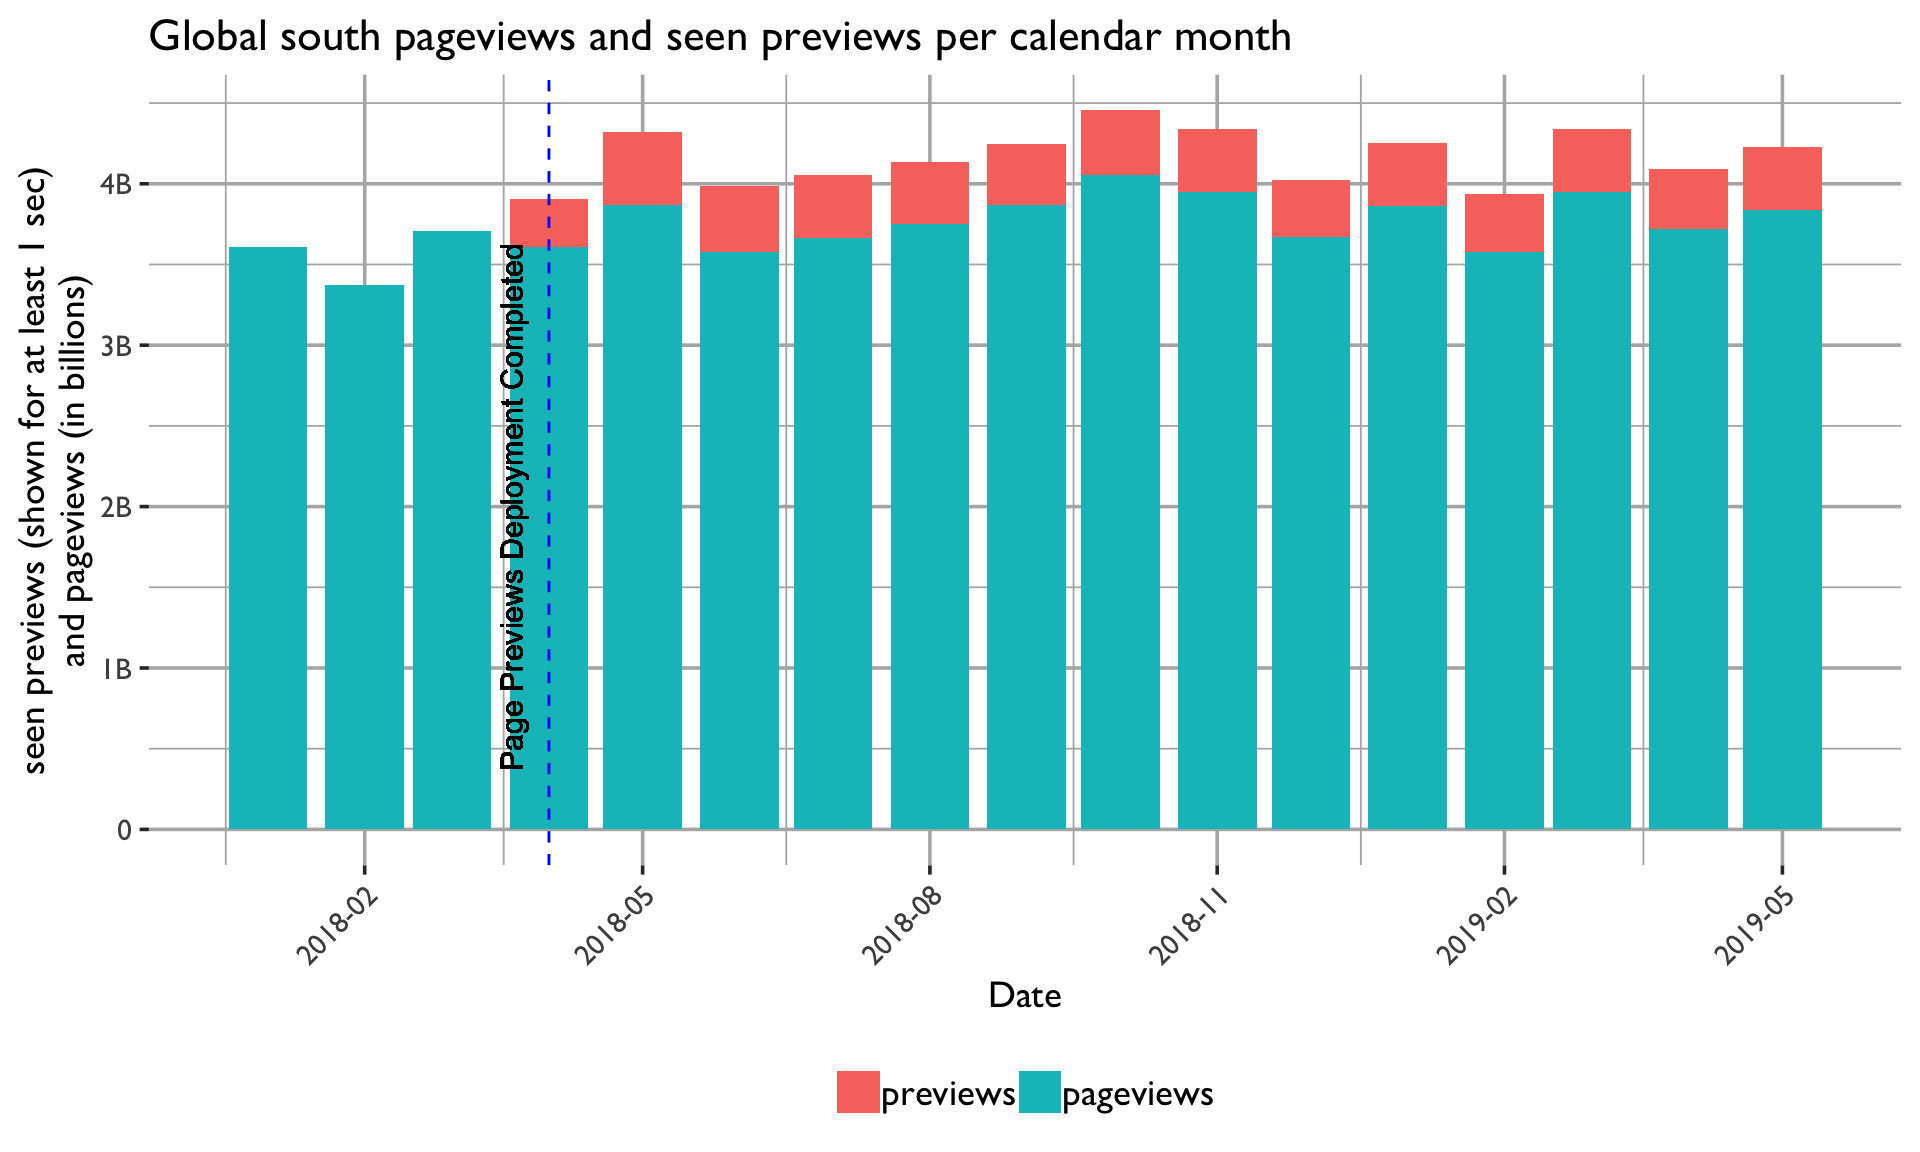 Global south pageviews and seen previews per calendar month
seen previews (shown for at least 1 sec)
and pageviews (in billions)
4B
3B
2B
1B
0
Page Previews Deployment Completed
2018-02
2018-05
2018-08
2018-11
2019-02
2019-05
Date
previews
pageviews